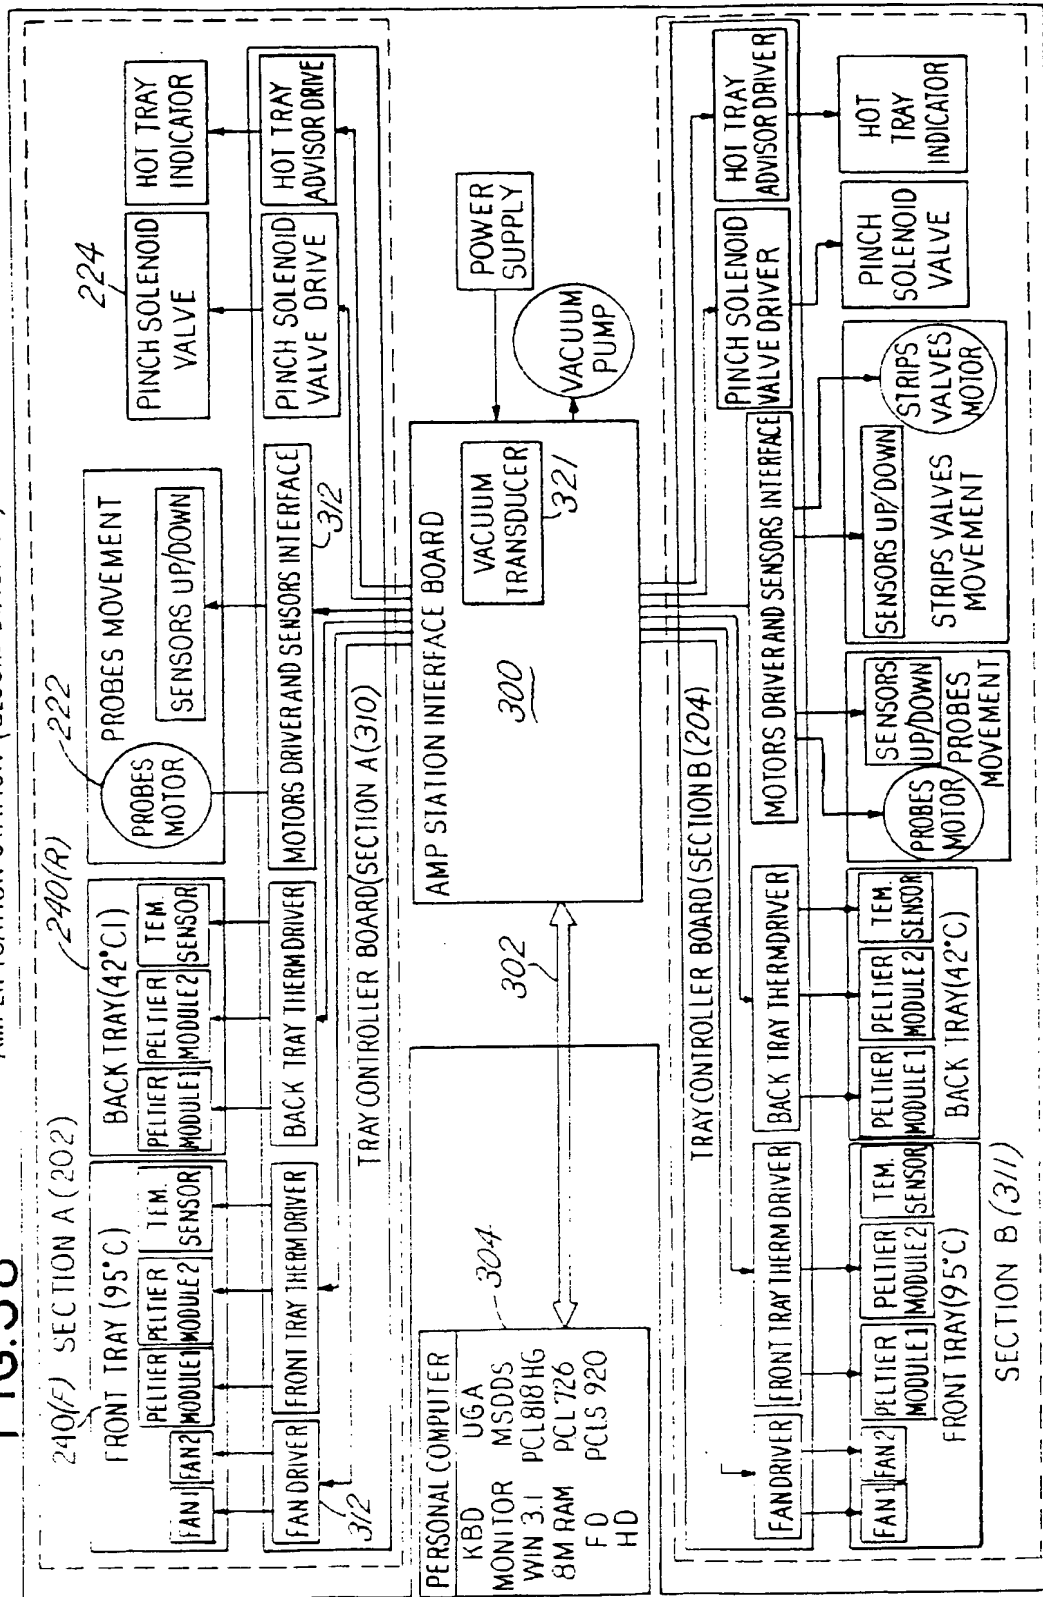 240(F) SECTION A (202)
FRONT TRAY (95°C)
FAN1
FAN2
PELTIER
MODULE1
PELTIER
MODULE2
TEM.
SENSOR
240(R)
BACK TRAY(42°C)
PELTIER
MODULE1
PELTIER
MODULE2
TEM.
SENSOR
222
PROBES MOVEMENT
PROBES
MOTOR
SENSORS UP/DOWN
224
PINCH SOLENOID
VALVE
HOT TRAY
INDICATOR
FAN DRIVER
312
FRONT TRAY THERM DRIVER
BACK TRAY THERMDRIVER
MOTORS DRIVER AND SENSORS INTERFACE
312
PINCH SOLENOID
VALVE DRIVE
HOT TRAY
ADVISOR DRIVE
TRAY CONTROLLER BOARD(SECTION A(310)
PERSONAL COMPUTER
KBD UGA
MONITOR MSDDS
WIN 3.1 PCL818HG
8M RAM PCL726
FD PCLS 920
HD
304
302
AMP STATION INTERFACE BOARD
300
VACUUM
TRANSDUCER
321
POWER
SUPPLY
VACUUM
PUMP
TRAY CONTROLLER BOARD(SECTION B(204)
FAN DRIVER
FRONT TRAY THERM DRIVER
BACK TRAY THERMDRIVER
MOTORS DRIVER AND SENSORS INTERFACE
PINCH SOLENOID
VALVE DRIVER
HOT TRAY
ADVISOR DRIVER
FAN1
FAN2
PELTIER
MODULE1
PELTIER
MODULE2
TEM.
SENSOR
FRONT TRAY(95°C)
PELTIER
MODULE1
PELTIER
MODULE2
TEM.
SENSOR
BACK TRAY(42°C)
PROBES
MOTOR
SENSORS
UP/DOWN
PROBES
MOVEMENT
SENSORS UP/DOWN
STRIPS
VALVES
MOTOR
STRIPS VALVES
MOVEMENT
PINCH
SOLENOID
VALVE
HOT
TRAY
INDICATOR
SECTION B (311)